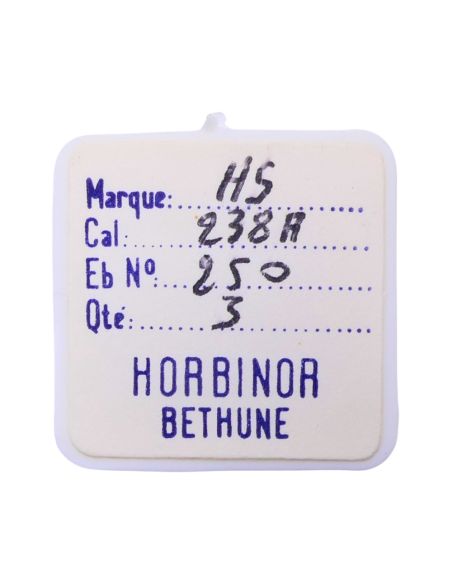 Marque: HS
Cal: 238A
Eb Nº: 250
Qté: 3
HORBINOR
BETHUNE